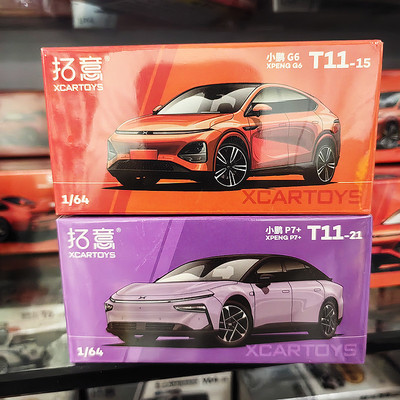 拓意
XCARTOYS
小鹏 G6
XPENG G6
T11-15
1/64
XCARTOYS
拓意
XCARTOYS
小鹏 P7+
XPENG P7+
T11-21
1/64
XCARTOYS